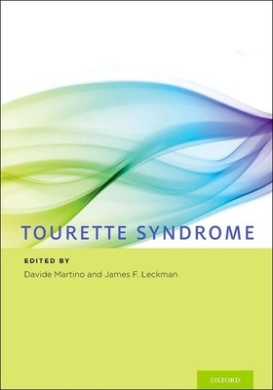 TOURETTE SYNDROME
EDITED BY
Davide Martino and James F. Leckman
OXFORD